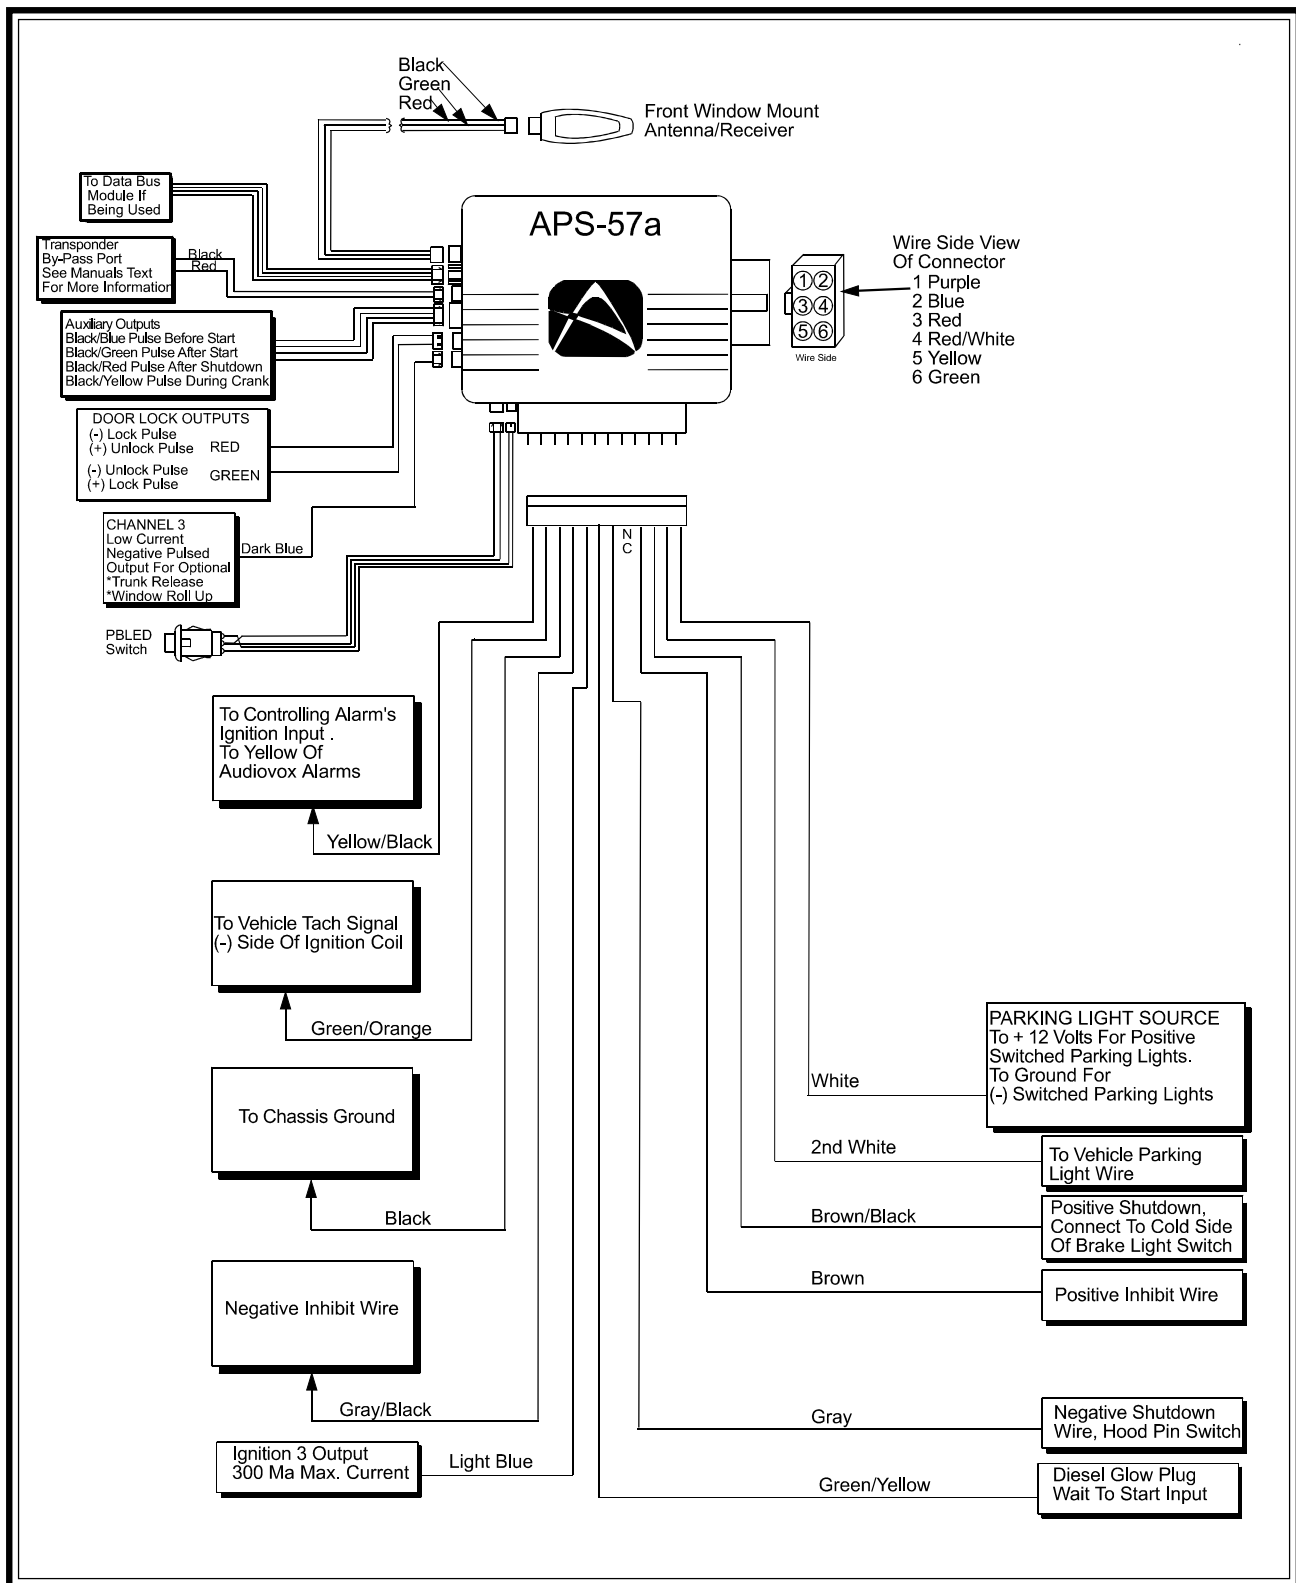 Black
Green
Red
Front Window Mount
Antenna/Receiver
To Data Bus
Module If
Being Used
APS-57a
Transponder
By-Pass Port
See Manuals Text
For More Information
Black
Red
Wire Side View
Of Connector
1 Purple
2 Blue
3 Red
4 Red/White
5 Yellow
6 Green
1 2
3 4
5 6
Wire Side
Auxiliary Outputs
Black/Blue Pulse Before Start
Black/Green Pulse After Start
Black/Red Pulse After Shutdown
Black/Yellow Pulse During Crank
DOOR LOCK OUTPUTS
(-) Lock Pulse
(+) Unlock Pulse RED
(-) Unlock Pulse
(+) Lock Pulse GREEN
CHANNEL 3
Low Current
Negative Pulsed
Output For Optional
*Trunk Release
*Window Roll Up
Dark Blue
N
C
PBLED
Switch
To Controlling Alarm's
Ignition Input .
To Yellow Of
Audiovox Alarms
Yellow/Black
To Vehicle Tach Signal
(-) Side Of Ignition Coil
Green/Orange
To Chassis Ground
Black
Negative Inhibit Wire
Gray/Black
Ignition 3 Output
300 Ma Max. Current
Light Blue
PARKING LIGHT SOURCE
To + 12 Volts For Positive
Switched Parking Lights.
To Ground For
(-) Switched Parking Lights
White
2nd White
To Vehicle Parking
Light Wire
Brown/Black
Positive Shutdown,
Connect To Cold Side
Of Brake Light Switch
Brown
Positive Inhibit Wire
Gray
Negative Shutdown
Wire, Hood Pin Switch
Green/Yellow
Diesel Glow Plug
Wait To Start Input